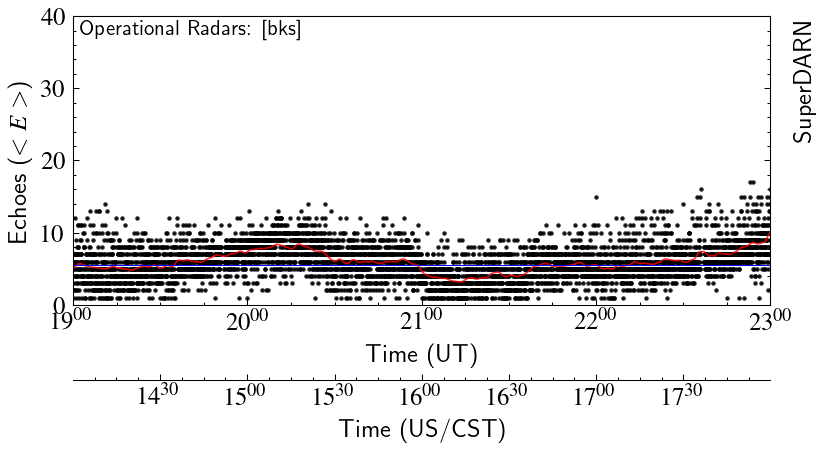 Operational Radars: [bks]
SuperDARN
Echoes (< E >)
40
30
20
10
0
19⁰⁰ 20⁰⁰ 21⁰⁰ 22⁰⁰ 23⁰⁰
Time (UT)
14³⁰ 15⁰⁰ 15³⁰ 16⁰⁰ 16³⁰ 17⁰⁰ 17³⁰
Time (US/CST)